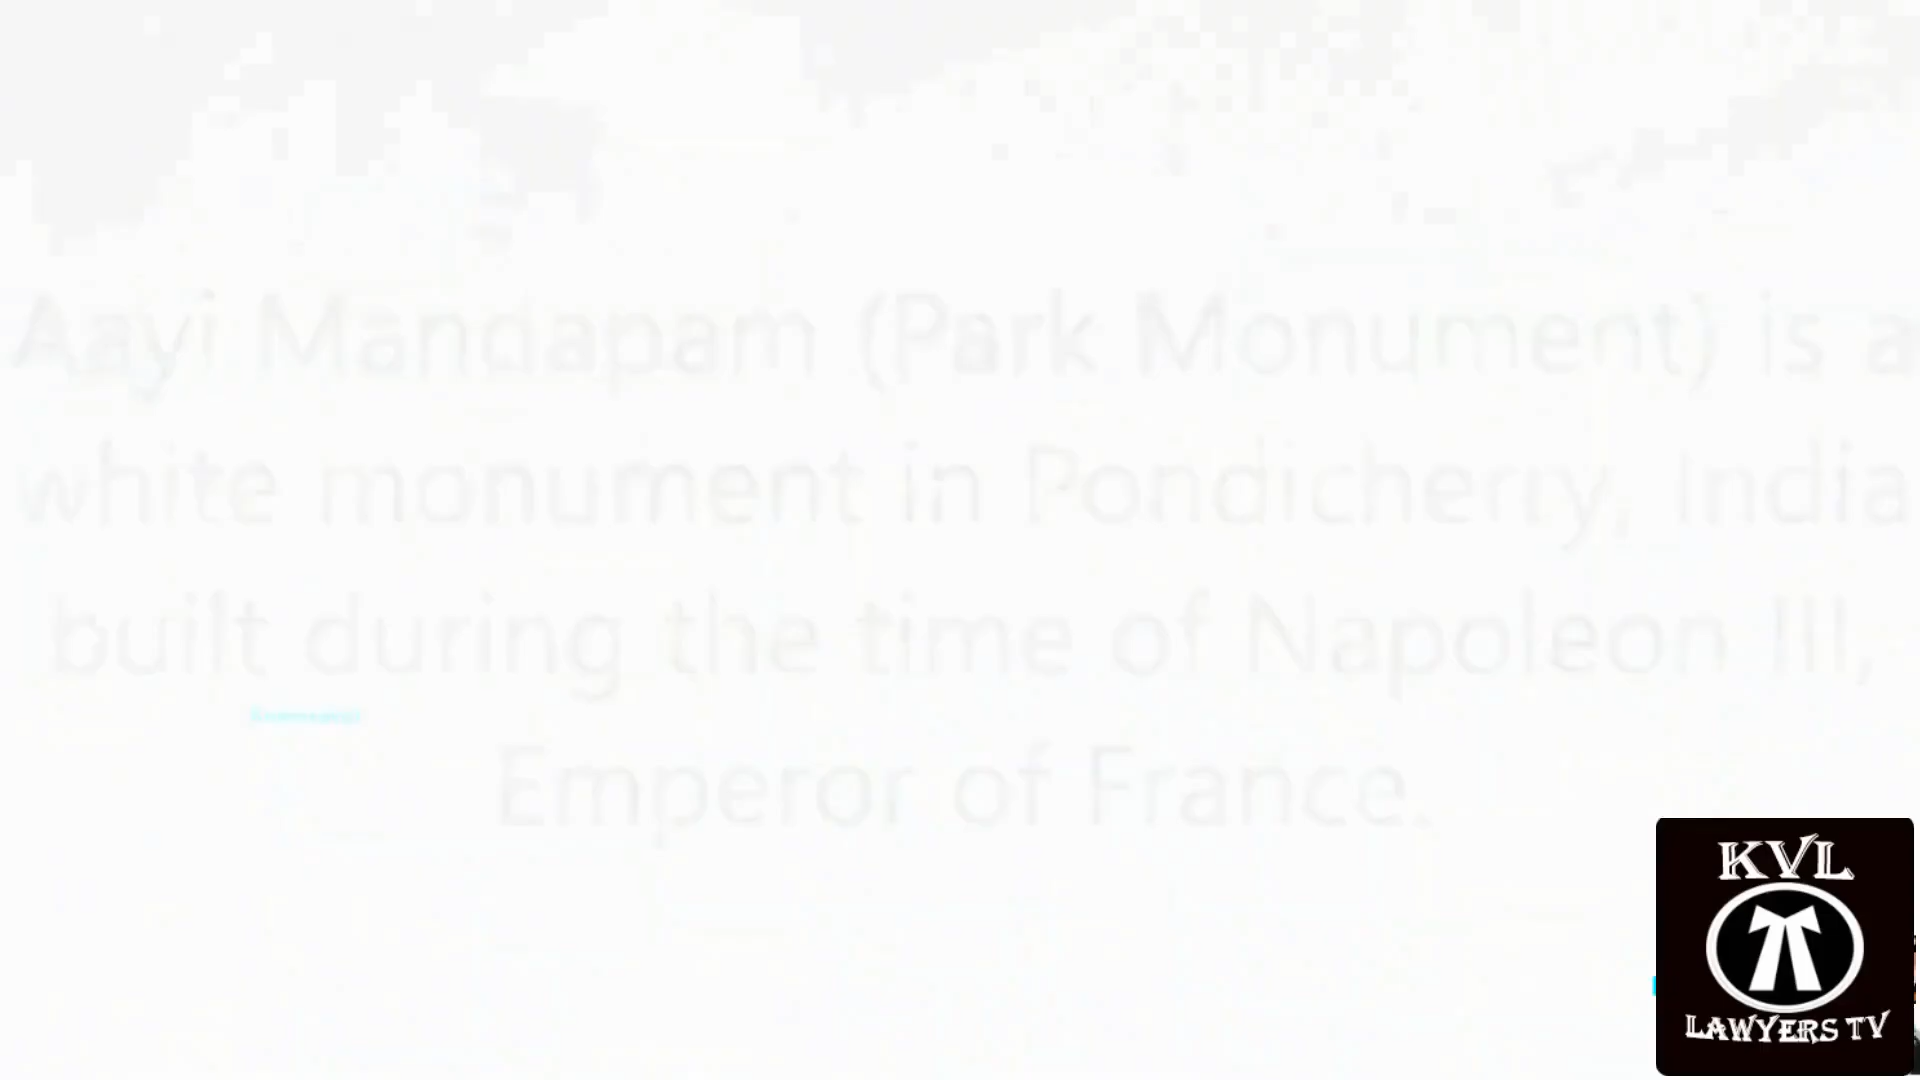 Aayi Mandapam (Park Monument) is a
white monument in Pondicherry, India
built during the time of Napoleon III,
Emperor of France.
KVL
LAWYERS TV